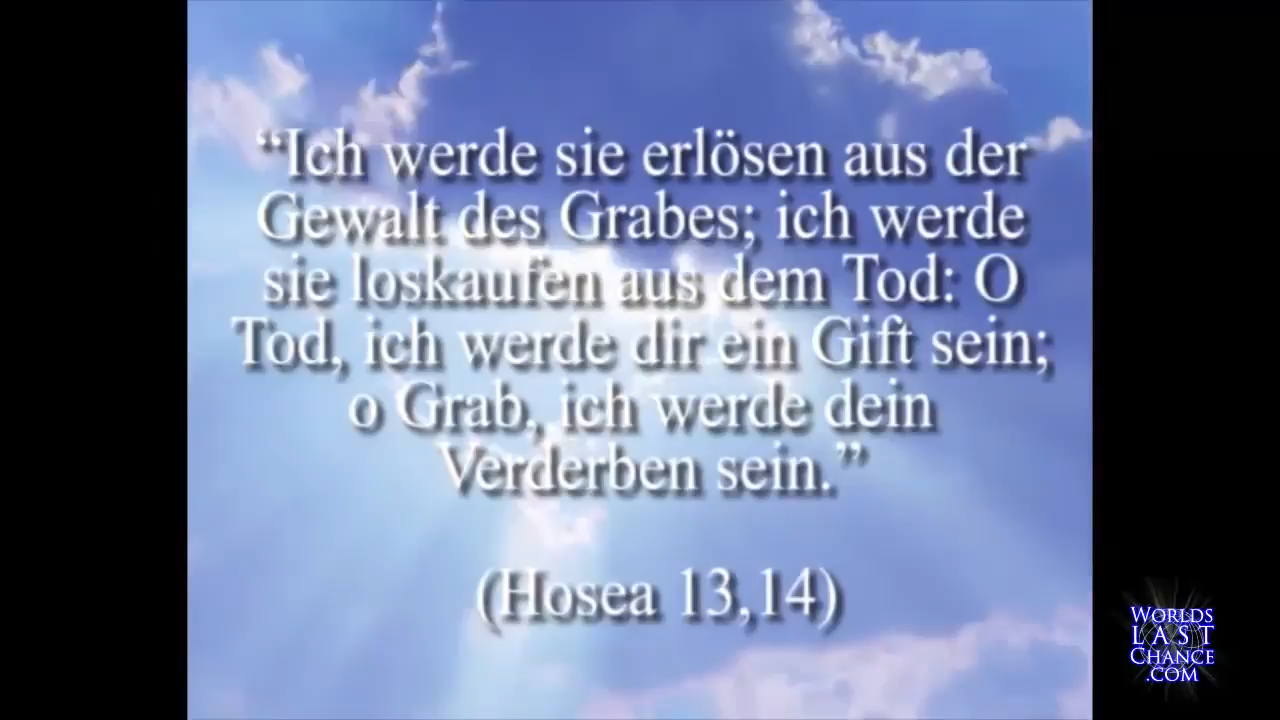 “Ich werde sie erlösen aus der
Gewalt des Grabes; ich werde
sie loskaufen aus dem Tod: O
Tod, ich werde dir ein Gift sein;
o Grab, ich werde dein
Verderben sein.”
(Hosea 13,14)
WORLDS
LAST
CHANCE
.COM